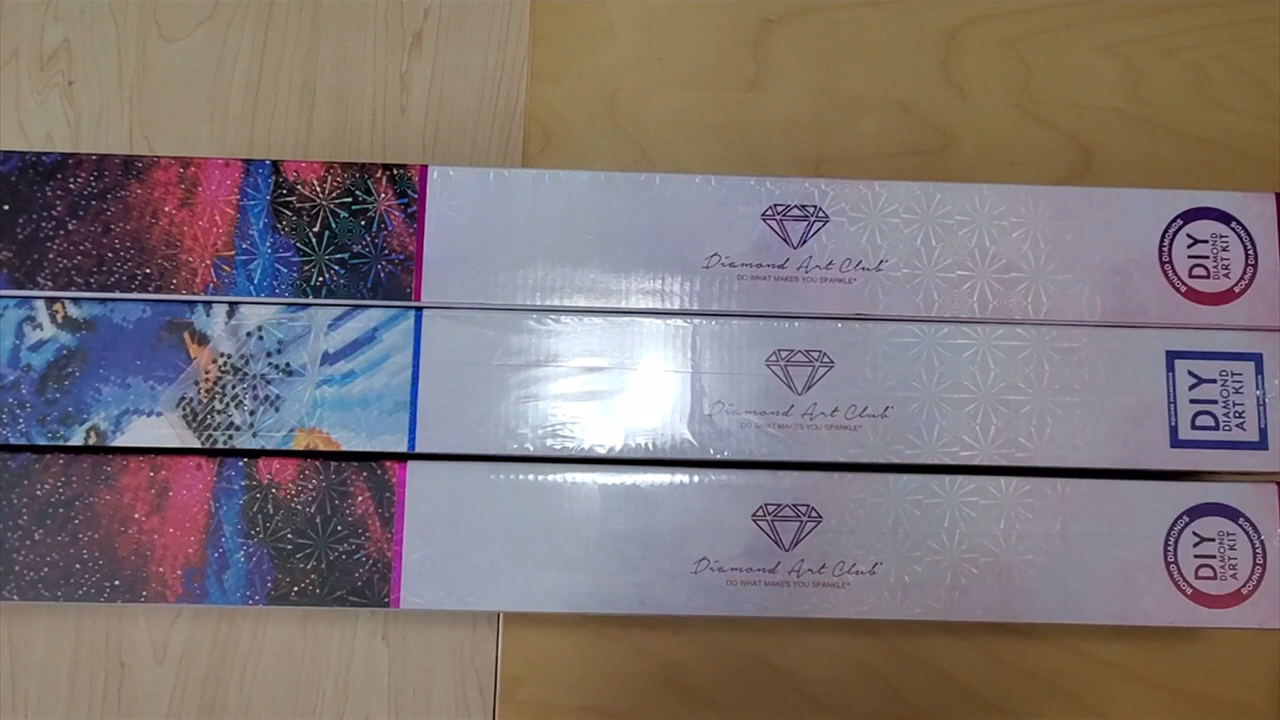 Diamond Art Club®
DO WHAT MAKES YOU SPARKLE®
ROUND DIAMONDS
DIY
DIAMOND
ART KIT
ROUND DIAMONDS
Diamond Art Club®
DO WHAT MAKES YOU SPARKLE®
SQUARE DIAMONDS
DIY
DIAMOND
ART KIT
Diamond Art Club®
DO WHAT MAKES YOU SPARKLE®
ROUND DIAMONDS
DIY
DIAMOND
ART KIT
ROUND DIAMONDS